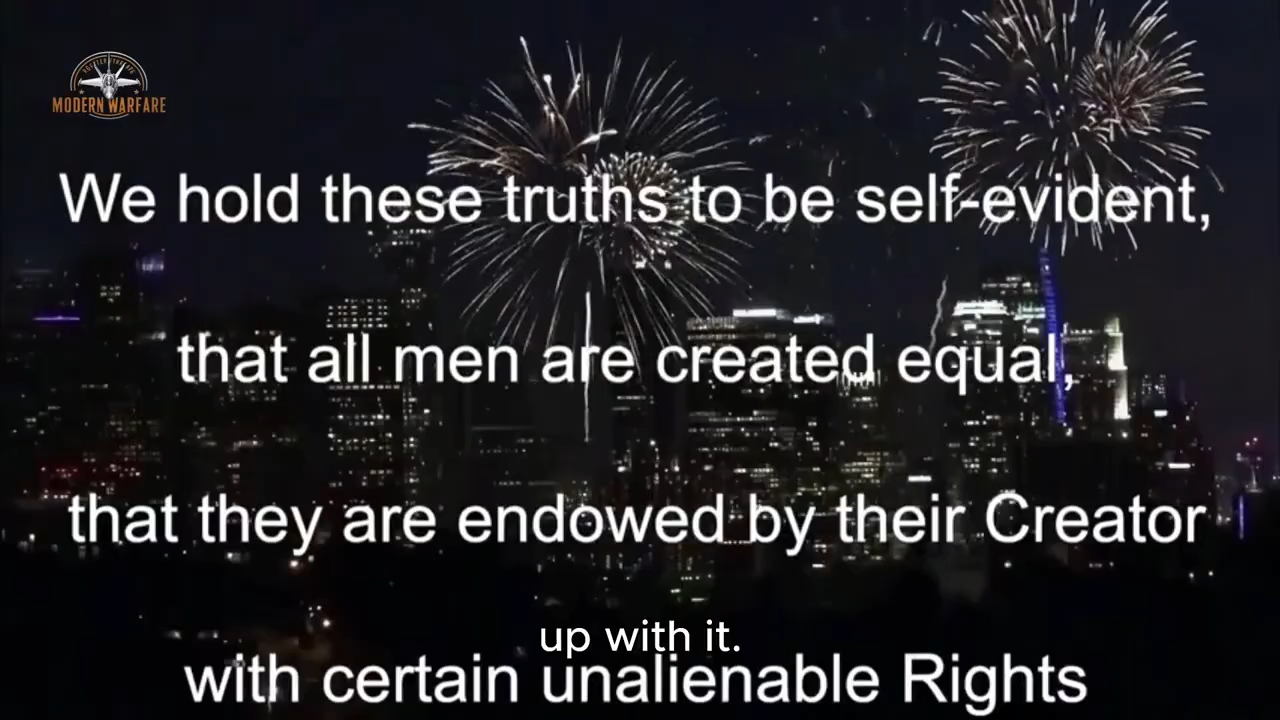 MODERN WARFARE
We hold these truths to be self-evident,
that all men are created equal,
that they are endowed by their Creator
up with it.
with certain unalienable Rights